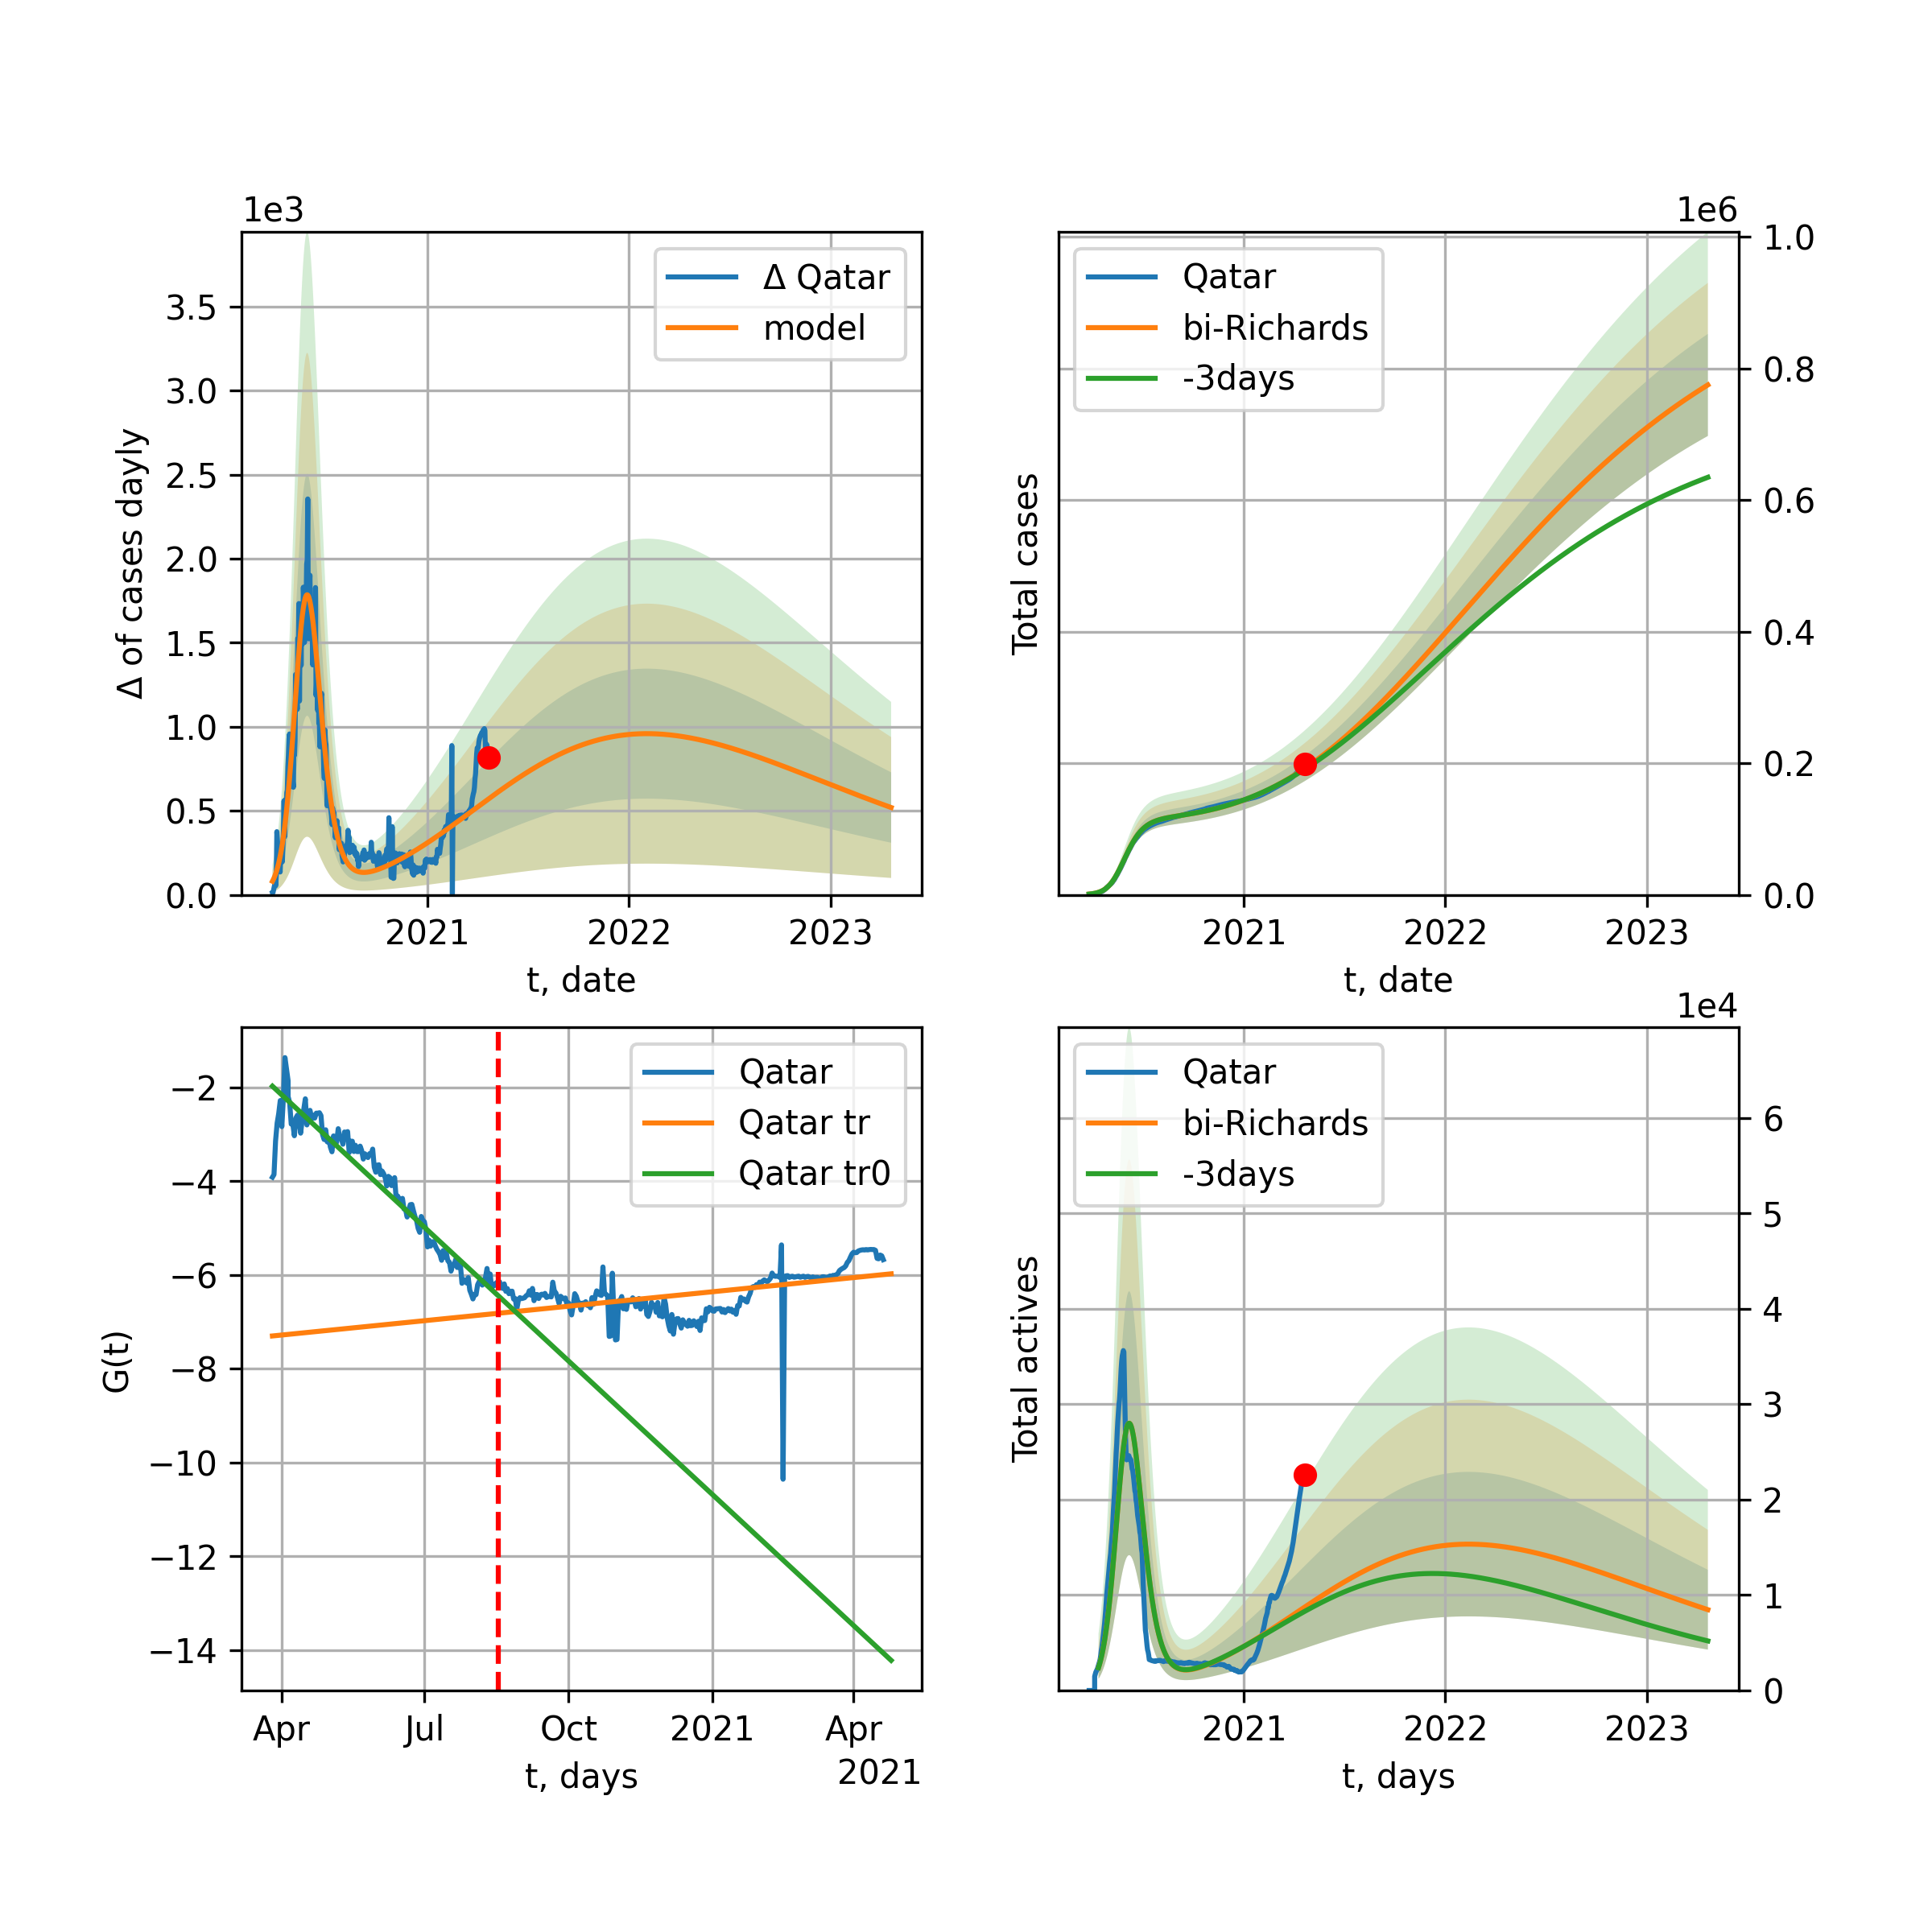 1e3
3.5
3.0
2.5
2.0
1.5
1.0
0.5
0.0
Δ of cases dayly
Δ Qatar
model
2021 2022 2023
t, date
1e6
1.0
0.8
0.6
0.4
0.2
0.0
Total cases
Qatar
bi-Richards
-3days
2021 2022 2023
t, date
−2
−4
−6
−8
−10
−12
−14
G(t)
Qatar
Qatar tr
Qatar tr0
Apr Jul Oct 2021 Apr
2021
t, days
1e4
6
5
4
3
2
1
0
Total actives
Qatar
bi-Richards
-3days
2021 2022 2023
t, days